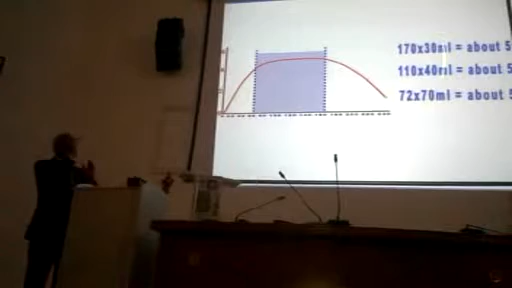 170x30ml = about 5
110x40ml = about 5
72x70ml = about 5